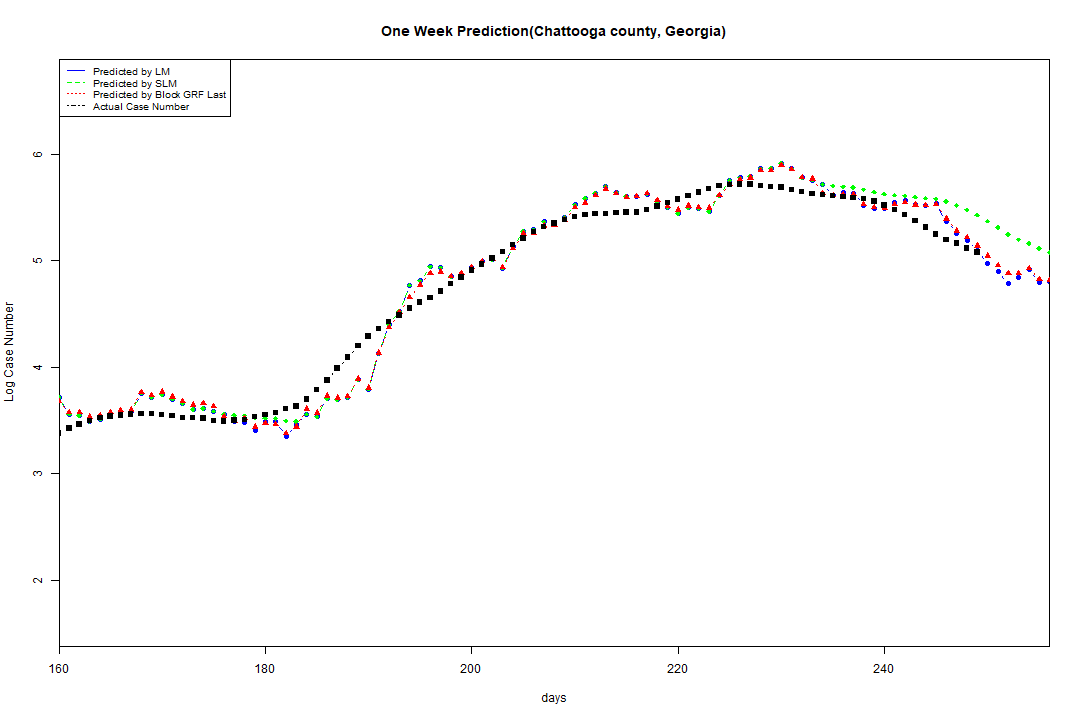 One Week Prediction(Chattooga county, Georgia)
Predicted by LM
Predicted by SLM
Predicted by Block GRF Last
Actual Case Number
6
5
4
3
2
Log Case Number
160 180 200 220 240
days